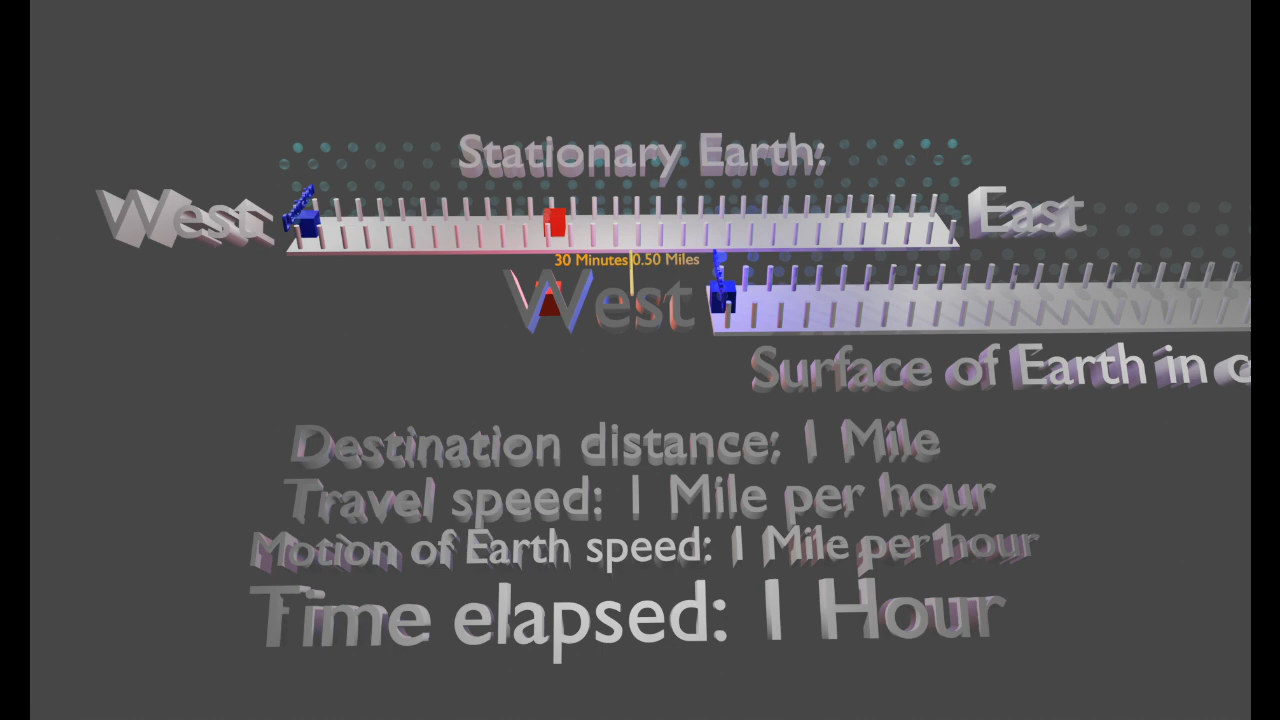 Stationary Earth:
West
East
30 Minutes 0.50 Miles
West
Surface of Earth in
Destination distance: 1 Mile
Travel speed: 1 Mile per hour
Motion of Earth speed: 1 Mile per hour
Time elapsed: 1 Hour